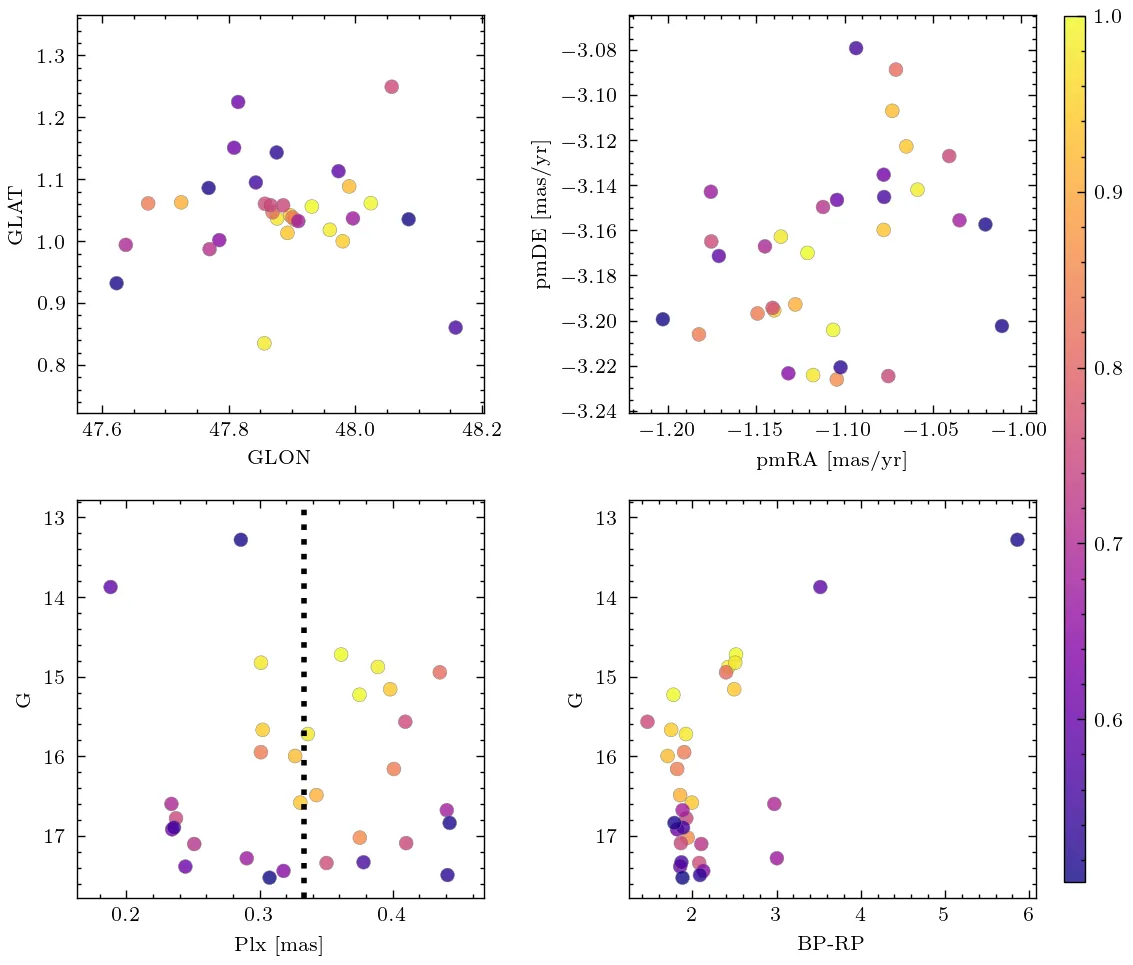 1.3
1.2
1.1
1.0
0.9
0.8
GLAT
47.6 47.8 48.0 48.2
GLON
−3.08
−3.10
−3.12
−3.14
−3.16
−3.18
−3.20
−3.22
−3.24
pmDE [mas/yr]
−1.20 −1.15 −1.10 −1.05 −1.00
pmRA [mas/yr]
13
14
15
16
17
G
0.2 0.3 0.4
Plx [mas]
13
14
15
16
17
G
2 3 4 5 6
BP-RP
1.0
0.9
0.8
0.7
0.6